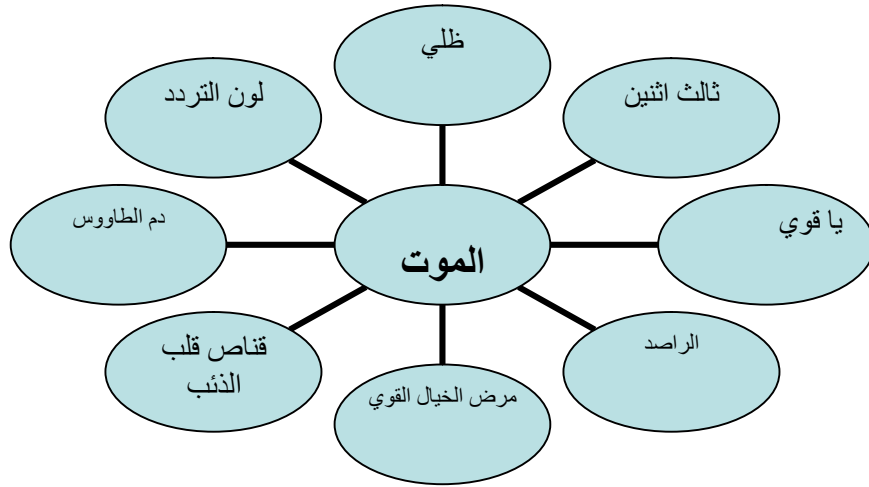 ظلي
ثالث اثنين
لون التردد
يا قوي
دم الطاووس
الموت
الراصد
قناص قلب
الذئب
مرض الخيال القوي